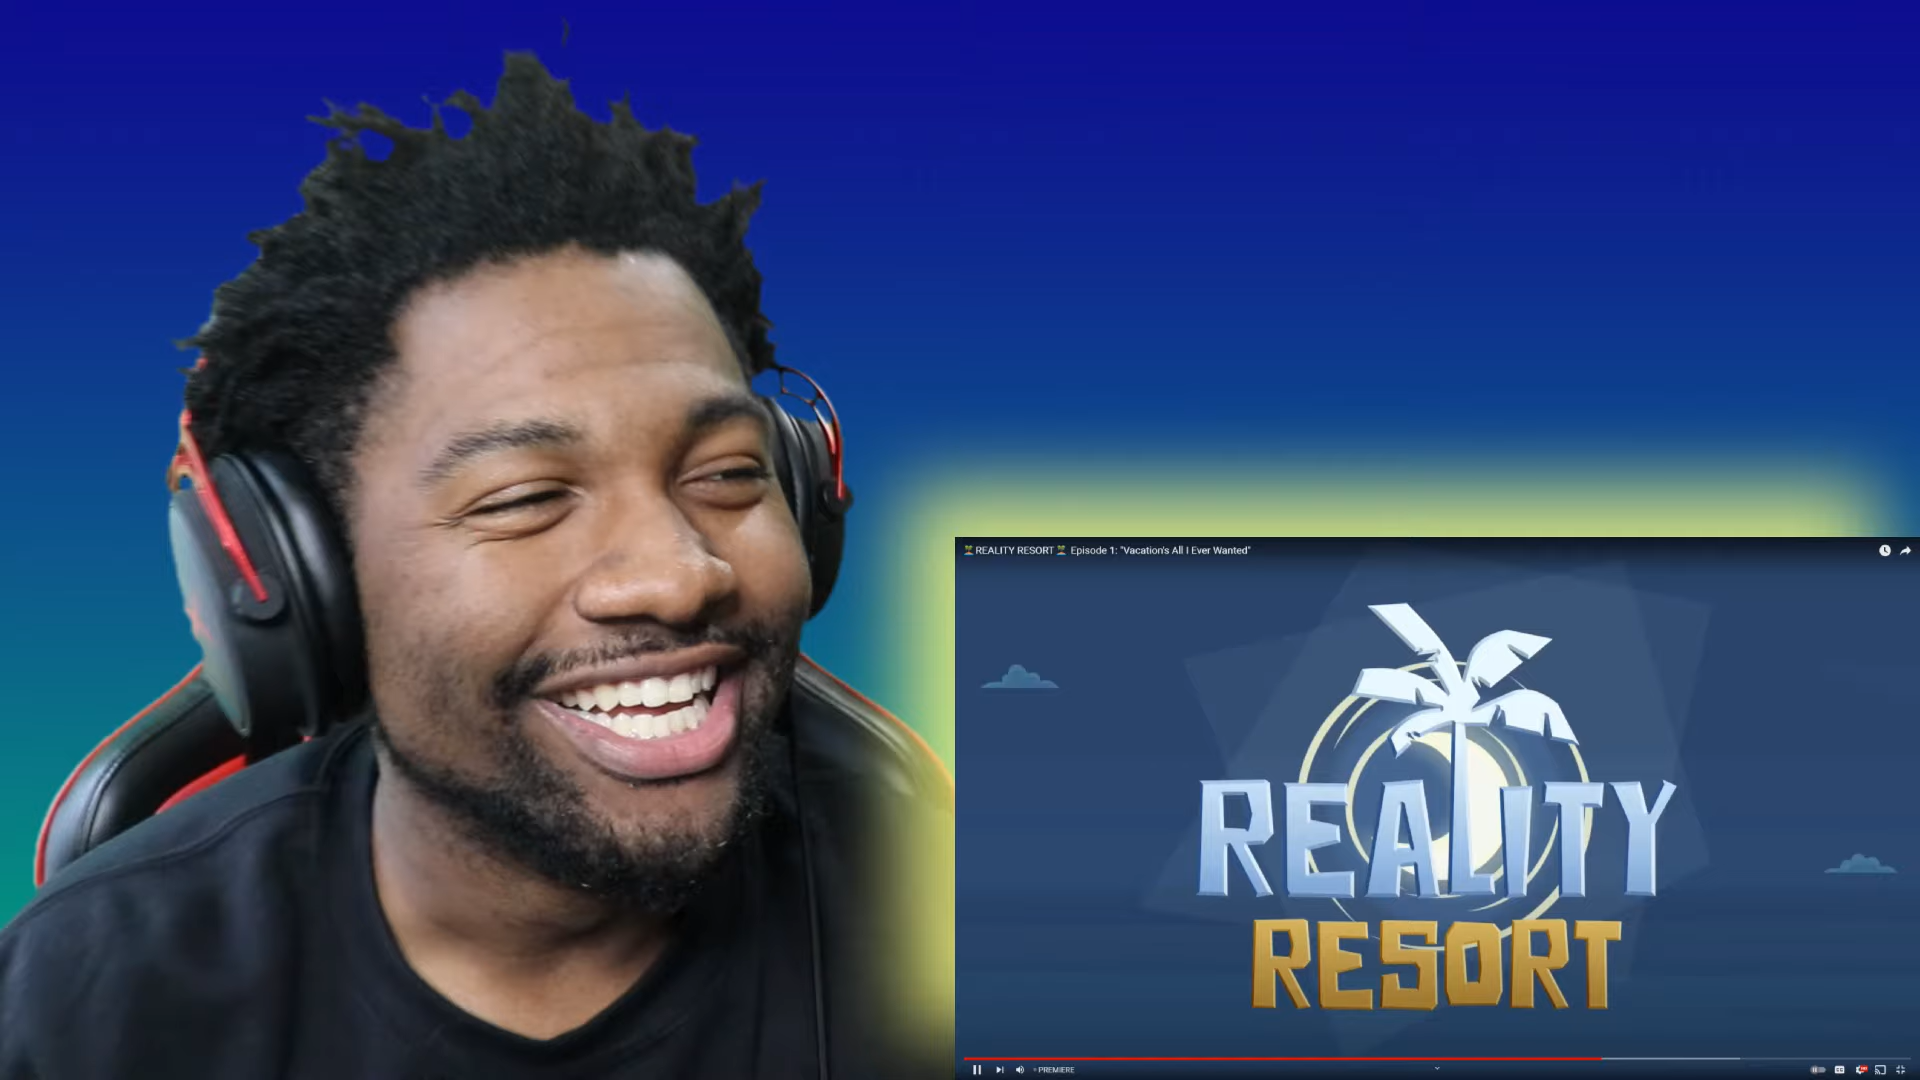 🏝️REALITY RESORT🏝️ Episode 1: "Vacation's All I Ever Wanted"
REALITY
RESORT
• PREMIERE